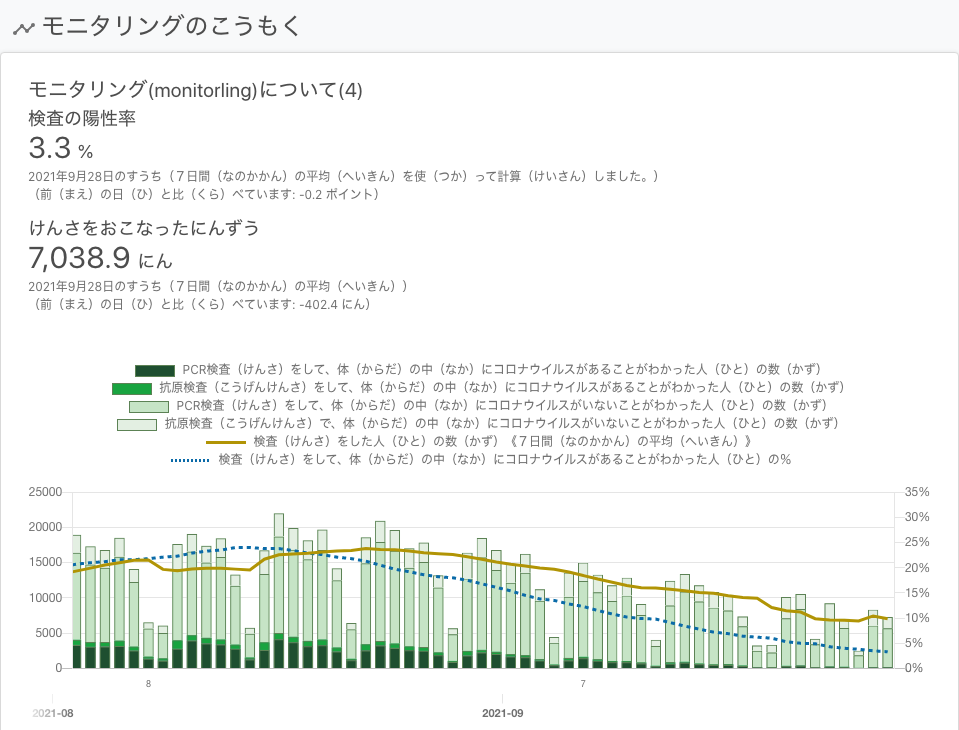 モニタリングのこうもく
モニタリング(monitorling)について(4)
検査の陽性率
3.3 %
2021年9月28日のすうち（７日間（なのかかん）の平均（へいきん）を使（つか）って計算（けいさん）しました。）
（前（まえ）の日（ひ）と比（くら）べています: -0.2 ポイント）
けんさをおこなったにんずう
7,038.9 にん
2021年9月28日のすうち（７日間（なのかかん）の平均（へいきん））
（前（まえ）の日（ひ）と比（くら）べています: -402.4 にん）
PCR検査（けんさ）をして、体（からだ）の中（なか）にコロナウイルスがあることがわかった人（ひと）の数（かず）
抗原検査（こうげんけんさ）をして、体（からだ）の中（なか）にコロナウイルスがあることがわかった人（ひと）の数（かず）
PCR検査（けんさ）をして、体（からだ）の中（なか）にコロナウイルスがいないことがわかった人（ひと）の数（かず）
抗原検査（こうげんけんさ）で、体（からだ）の中（なか）にコロナウイルスがいないことがわかった人（ひと）の数（かず）
検査（けんさ）をした人（ひと）の数（かず）《７日間（なのかかん）の平均（へいきん）》
検査（けんさ）をして、体（からだ）の中（なか）にコロナウイルスがあることがわかった人（ひと）の％
25000 35%
30%
20000
25%
15000 20%
15%
10000
10%
5000
5%
0 0%
8 7
2021-08 2021-09